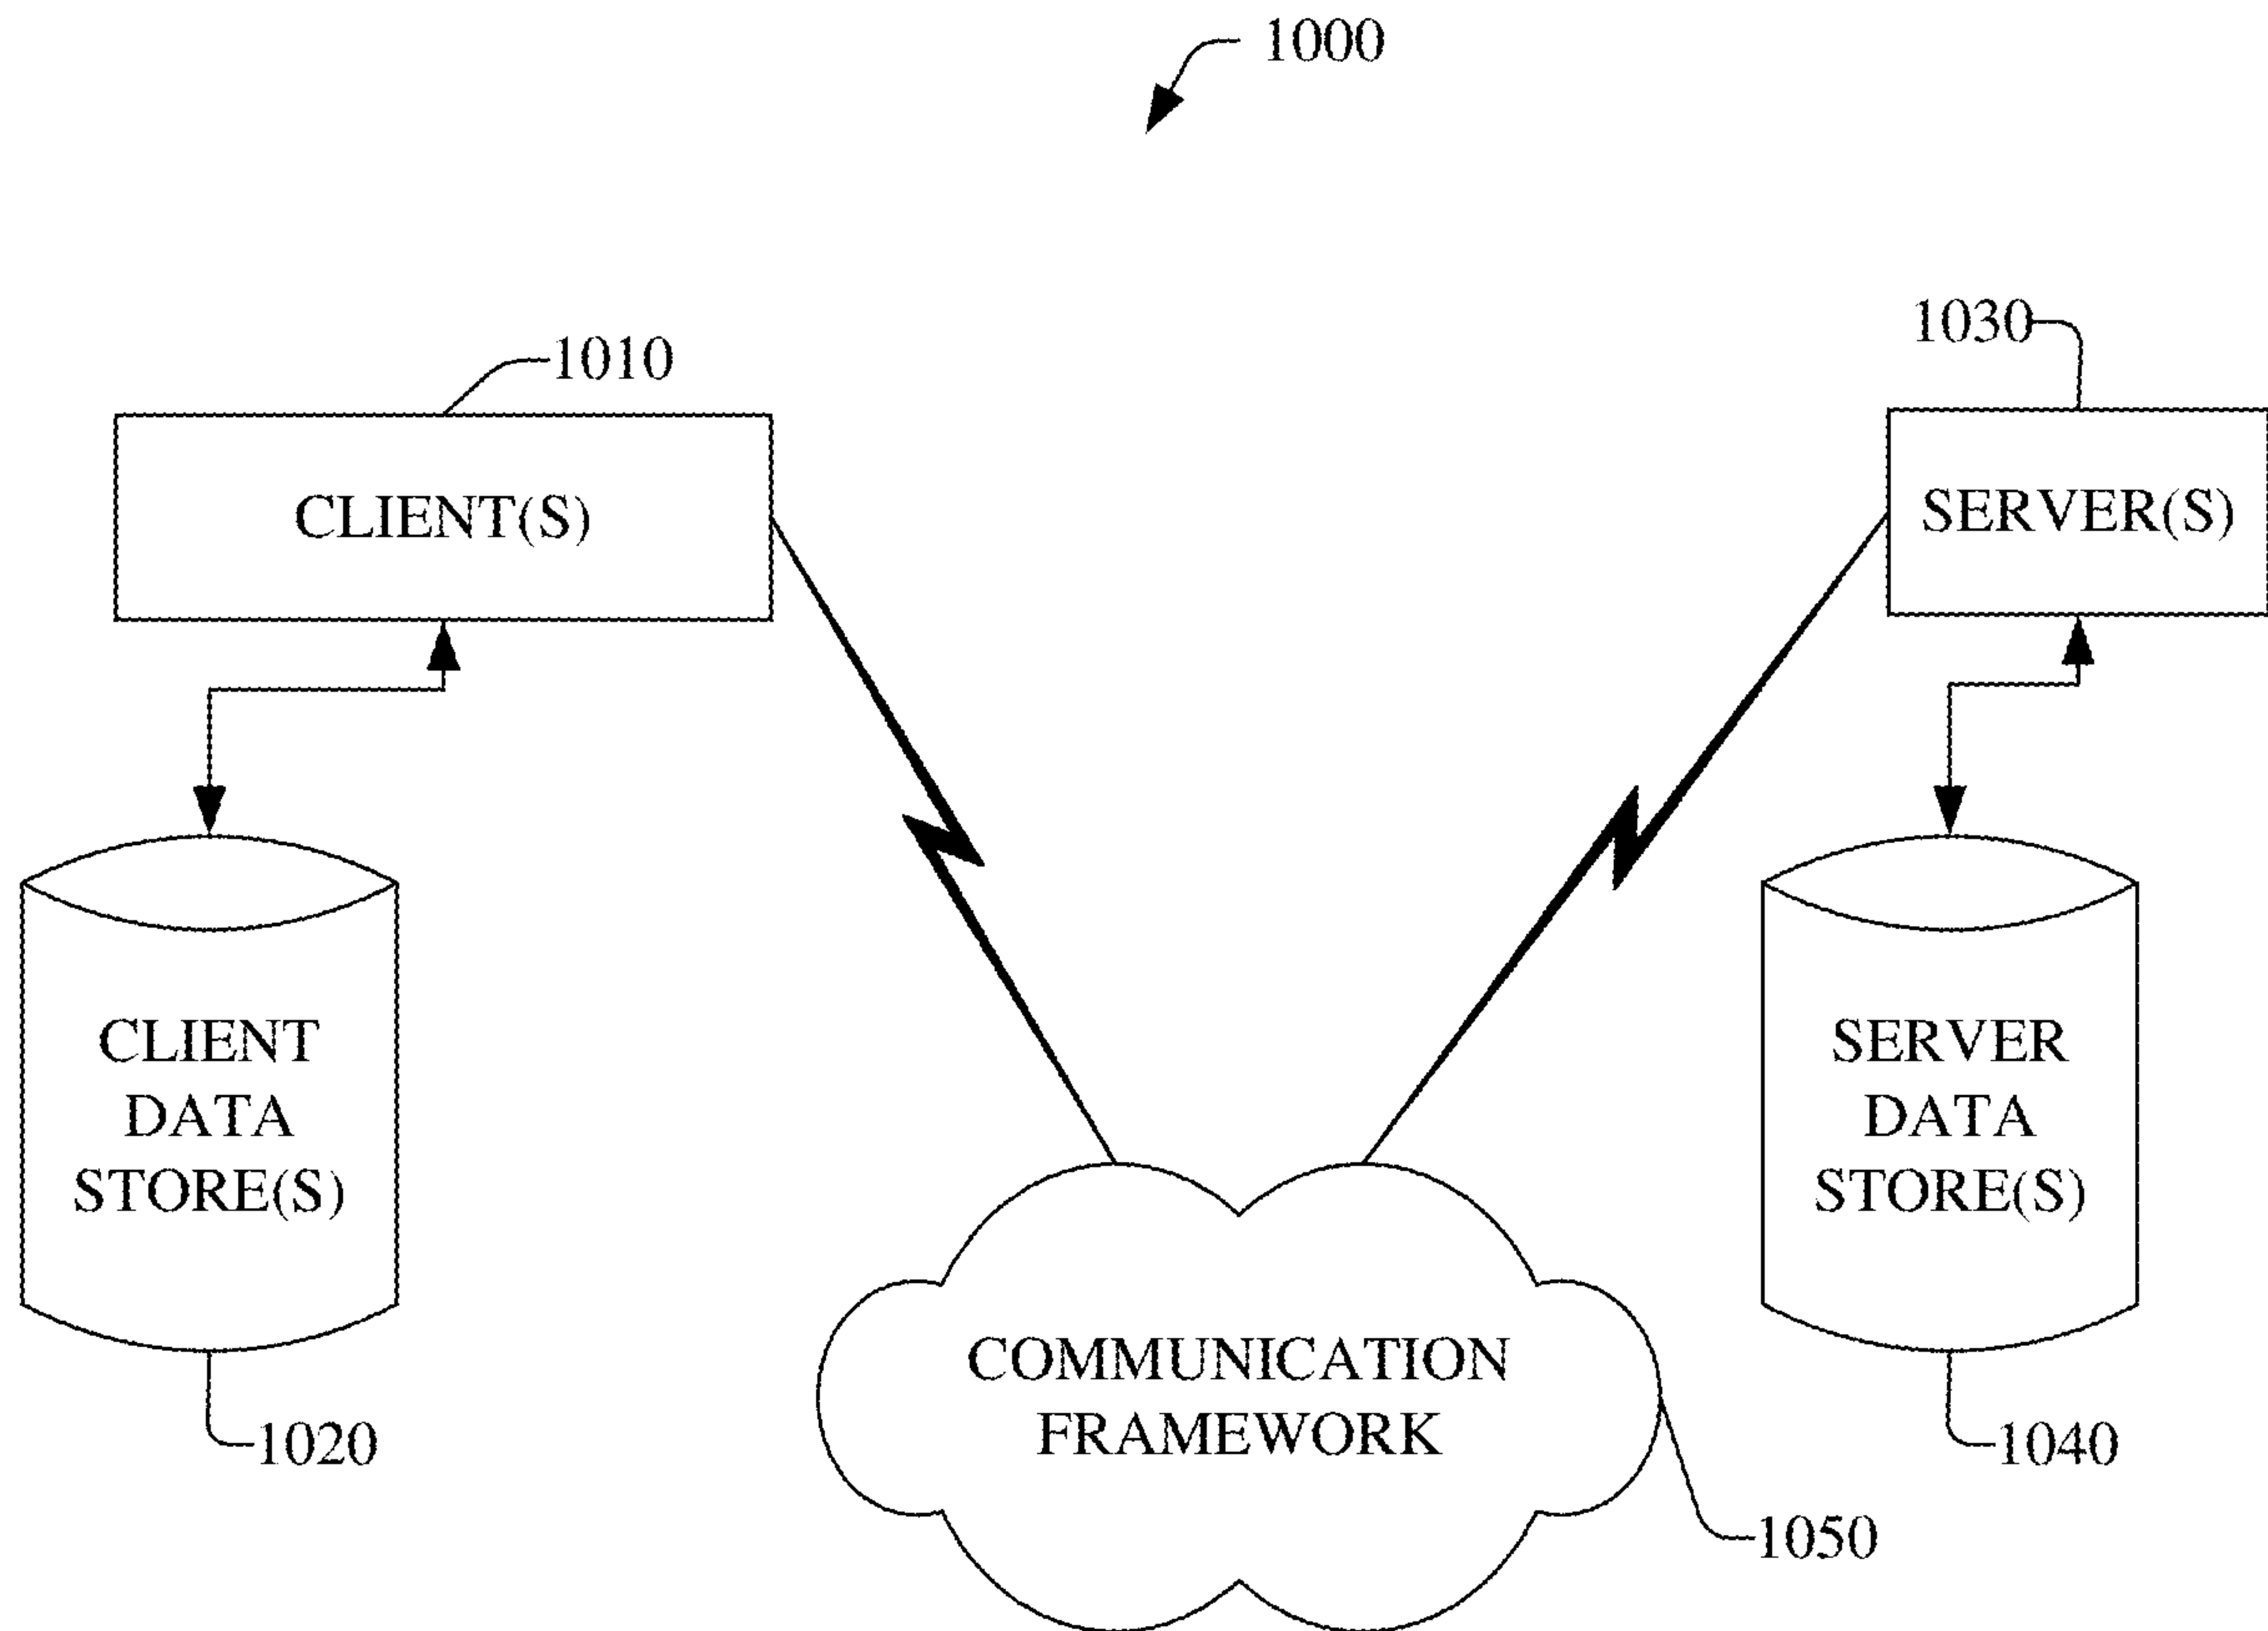 1000
1010
1030
CLIENT(S)
SERVER(S)
CLIENT
DATA
STORE(S)
SERVER
DATA
STORE(S)
COMMUNICATION
FRAMEWORK
1020
1040
1050